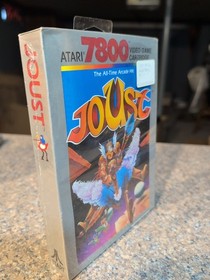 JOUST
ATARI 7800 VIDEO GAME
CARTRIDGE
The All-Time Arcade Hit
JOUST